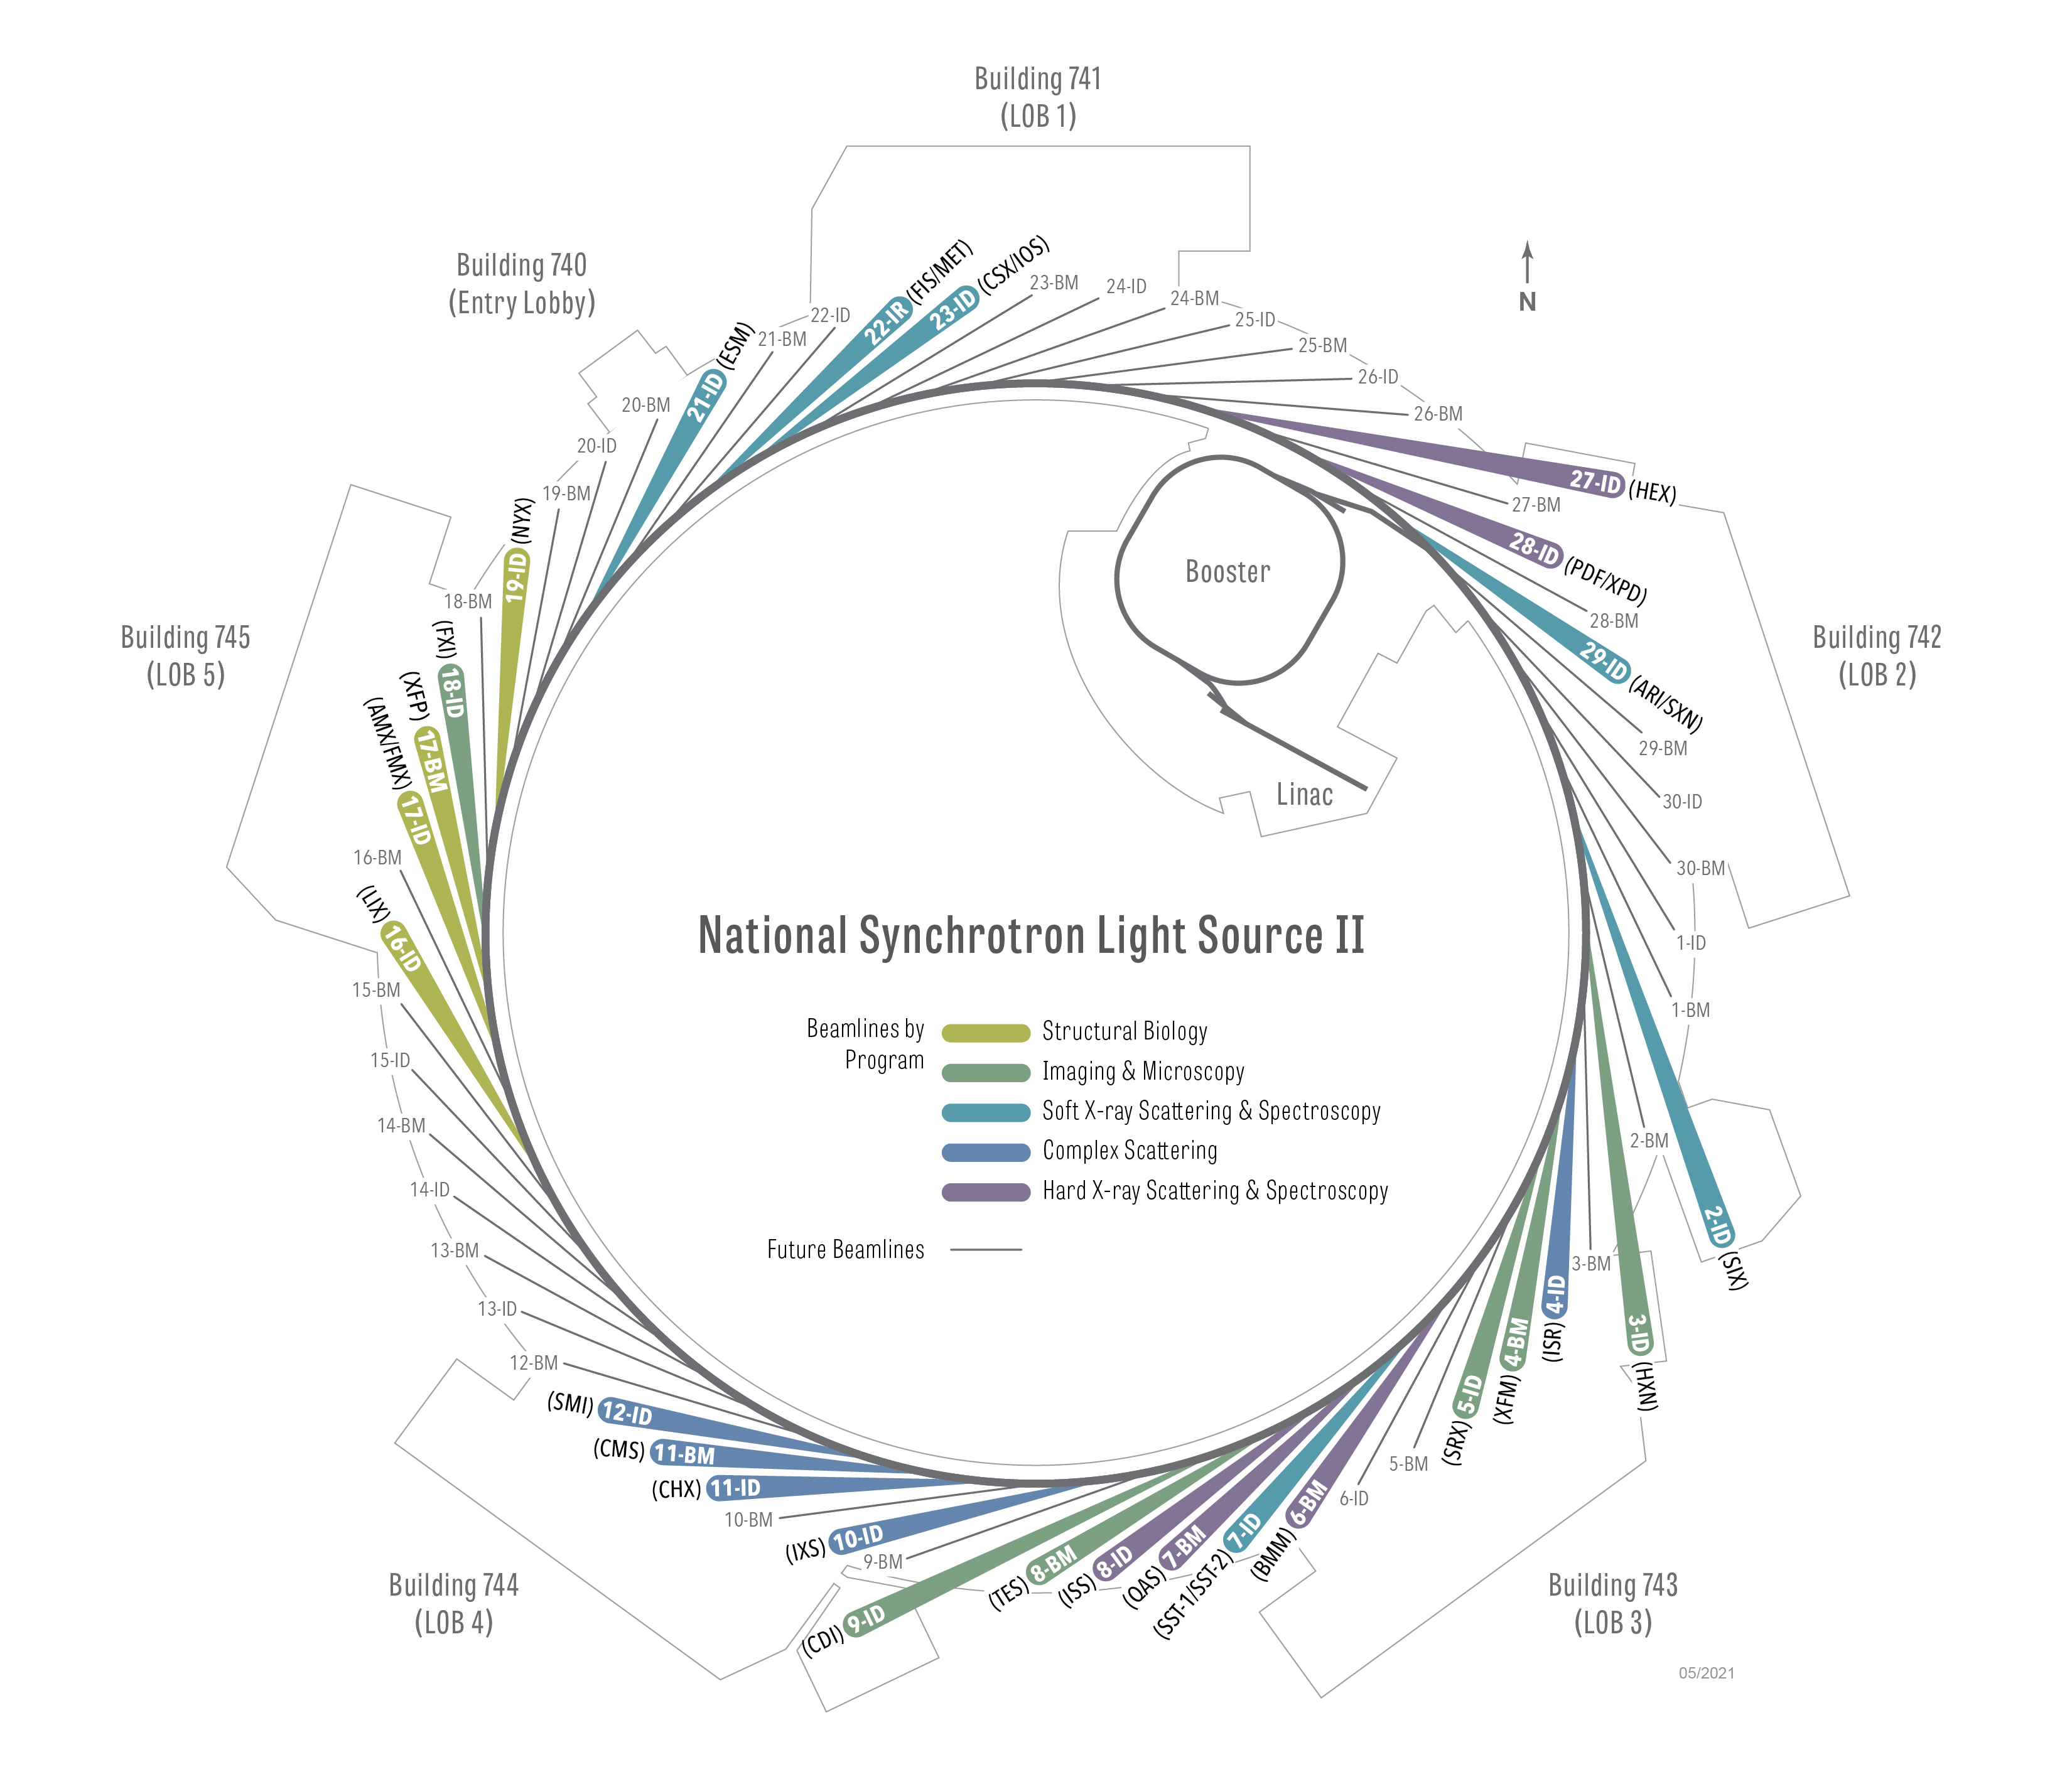 Building 741
(LOB 1)
Building 740
(Entry Lobby)
Building 745
(LOB 5)
Building 742
(LOB 2)
Building 744
(LOB 4)
Building 743
(LOB 3)
N
Booster
Linac
National Synchrotron Light Source II
Beamlines by
Program
Structural Biology
Imaging & Microscopy
Soft X-ray Scattering & Spectroscopy
Complex Scattering
Hard X-ray Scattering & Spectroscopy
Future Beamlines
22-IR (FIS/MET)
23-ID (CSX/IOS)
23-BM
24-ID
24-BM
25-ID
25-BM
26-ID
26-BM
27-ID (HEX)
27-BM
28-ID (PDF/XPD)
28-BM
29-ID (ARI/SXN)
29-BM
30-ID
30-BM
1-ID
1-BM
2-ID (SIX)
2-BM
3-ID (HXN)
3-BM
4-ID (ISR)
4-BM (XFM)
5-ID (SRX)
5-BM
6-ID
6-BM (BMM)
7-ID (SST-1/SST-2)
7-BM (QAS)
8-ID (ISS)
8-BM (TES)
9-ID (CDI)
9-BM
10-ID (IXS)
10-BM
11-ID (CHX)
11-BM (CMS)
12-ID (SMI)
12-BM
13-ID
13-BM
14-ID
14-BM
15-ID
15-BM
16-ID (LIX)
16-BM
17-ID (AMX/FMX)
17-BM (XFP)
18-ID (FXI)
18-BM
19-ID (NYX)
19-BM
20-ID
20-BM
21-ID (ESM)
21-BM
22-ID
05/2021